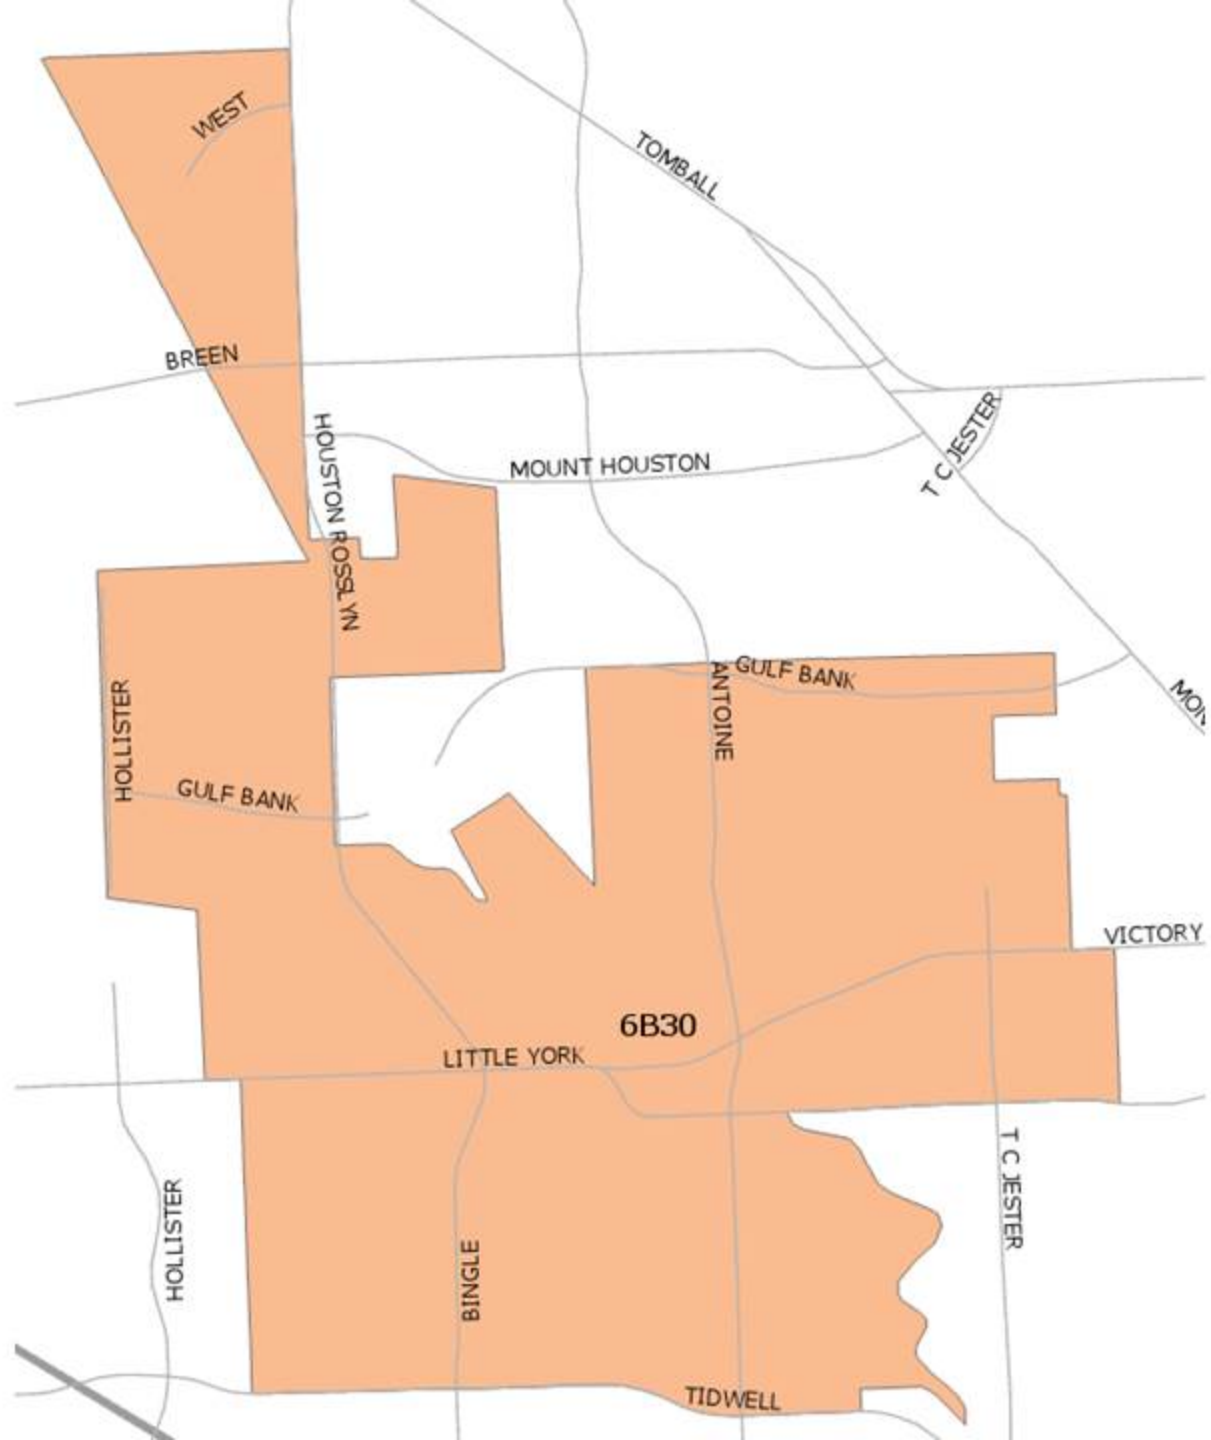 WEST
TOMBALL
BREEN
T C JESTER
HOUSTON ROSSLYN
MOUNT HOUSTON
HOLLISTER
ANTOINE
GULF BANK
MON
GULF BANK
VICTORY
6B30
LITTLE YORK
T C JESTER
HOLLISTER
BINGLE
TIDWELL